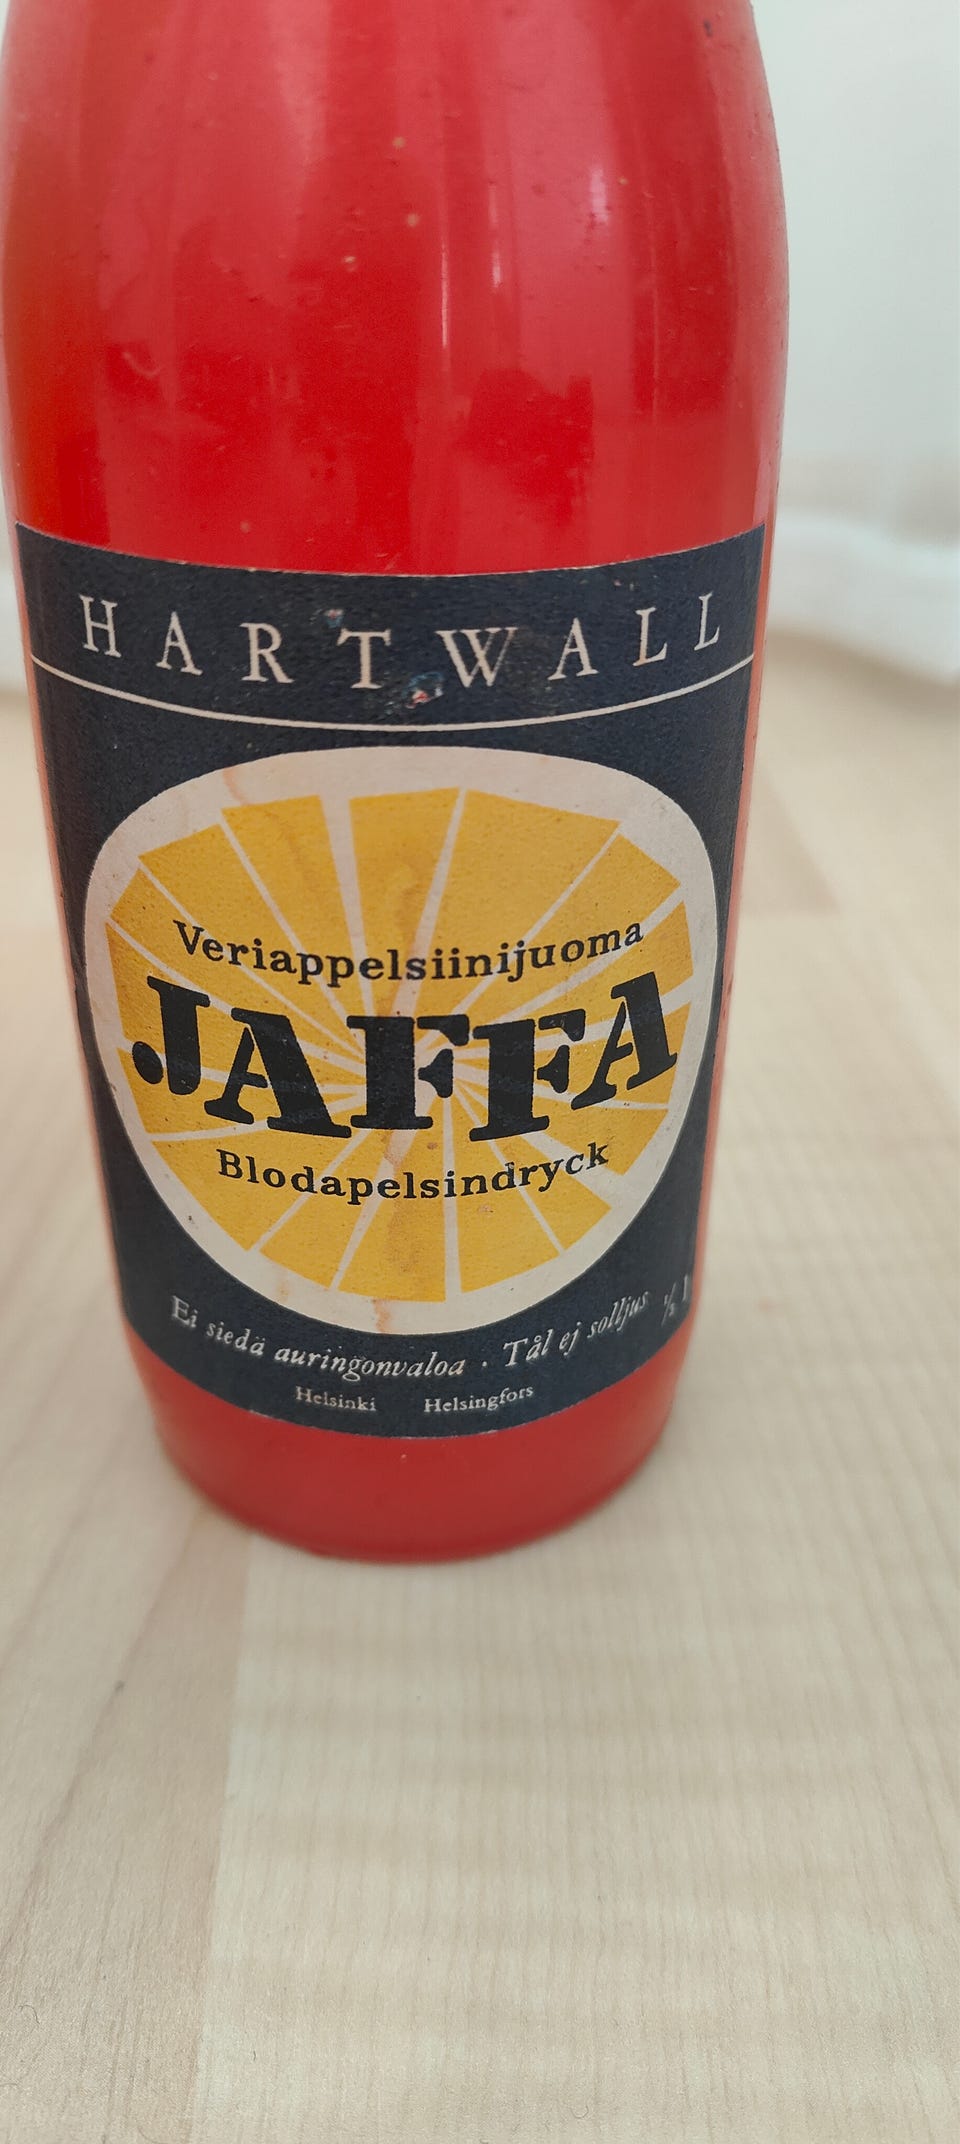 HARTWALL
Veriappelsiinijuoma
JAFFA
Blodapelsindryck
Ei siedä auringonvaloa · Tål ej solljus
Helsinki Helsingfors